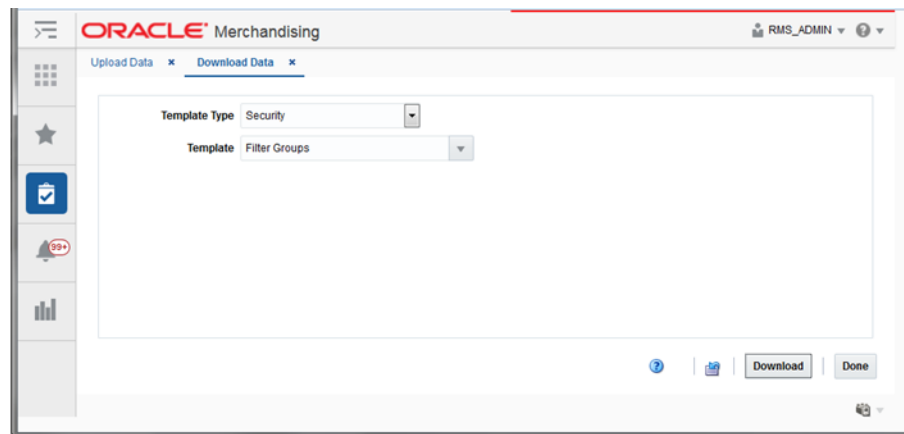 ORACLE® Merchandising
RMS_ADMIN
Upload Data
Download Data
Template Type Security
Template Filter Groups
99+
Download
Done